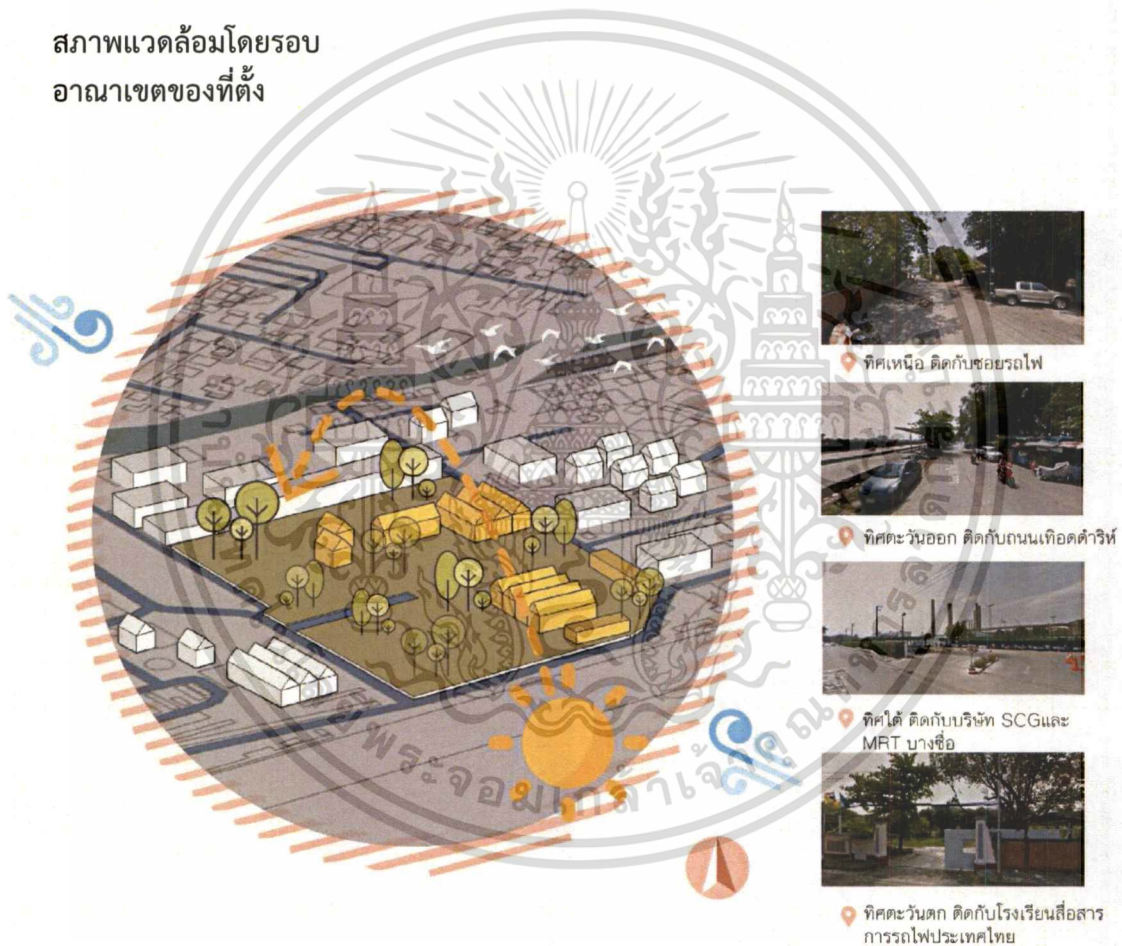 สภาพแวดล้อมโดยรอบ
อาณาเขตของที่ตั้ง
ทิศเหนือ ติดกับซอยรถไฟ
ทิศตะวันออก ติดกับถนนเทอดดำริห์
ทิศใต้ ติดกับบริษัท SCGและ
MRT บางซื่อ
ทิศตะวันตก ติดกับโรงเรียนสื่อสาร
การรถไฟประเทศไทย